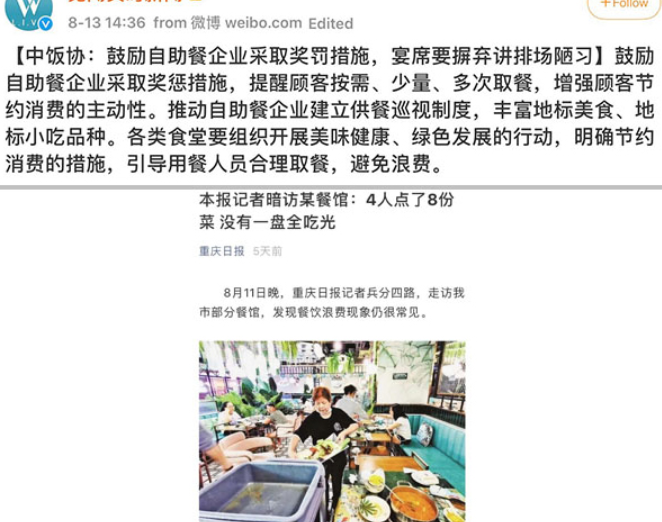 W
L.I.V
+Follow
8-13 14:36 from 微博 weibo.com Edited
【中饭协：鼓励自助餐企业采取奖罚措施，宴席要摒弃讲排场陋习】鼓励
自助餐企业采取奖惩措施，提醒顾客按需、少量、多次取餐，增强顾客节
约消费的主动性。推动自助餐企业建立供餐巡视制度，丰富地标美食、地
标小吃品种。各类食堂要组织开展美味健康、绿色发展的行动，明确节约
消费的措施，引导用餐人员合理取餐，避免浪费。
本报记者暗访某餐馆：4人点了8份
菜 没有一盘全吃光
重庆日报 5天前
8月11日晚，重庆日报记者兵分四路，走访我
市部分餐馆，发现餐饮浪费现象仍很常见。